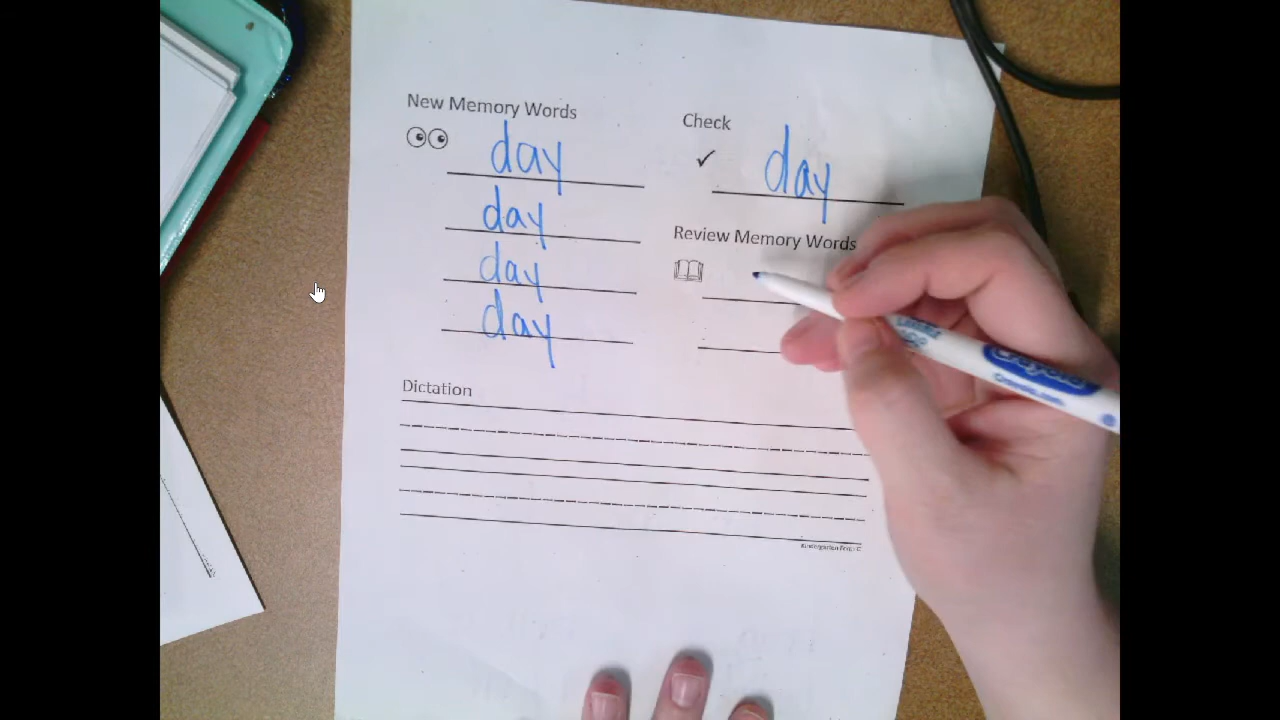 New Memory Words
day
day
day
day
Check
day
Review Memory Words
Dictation
Crayola